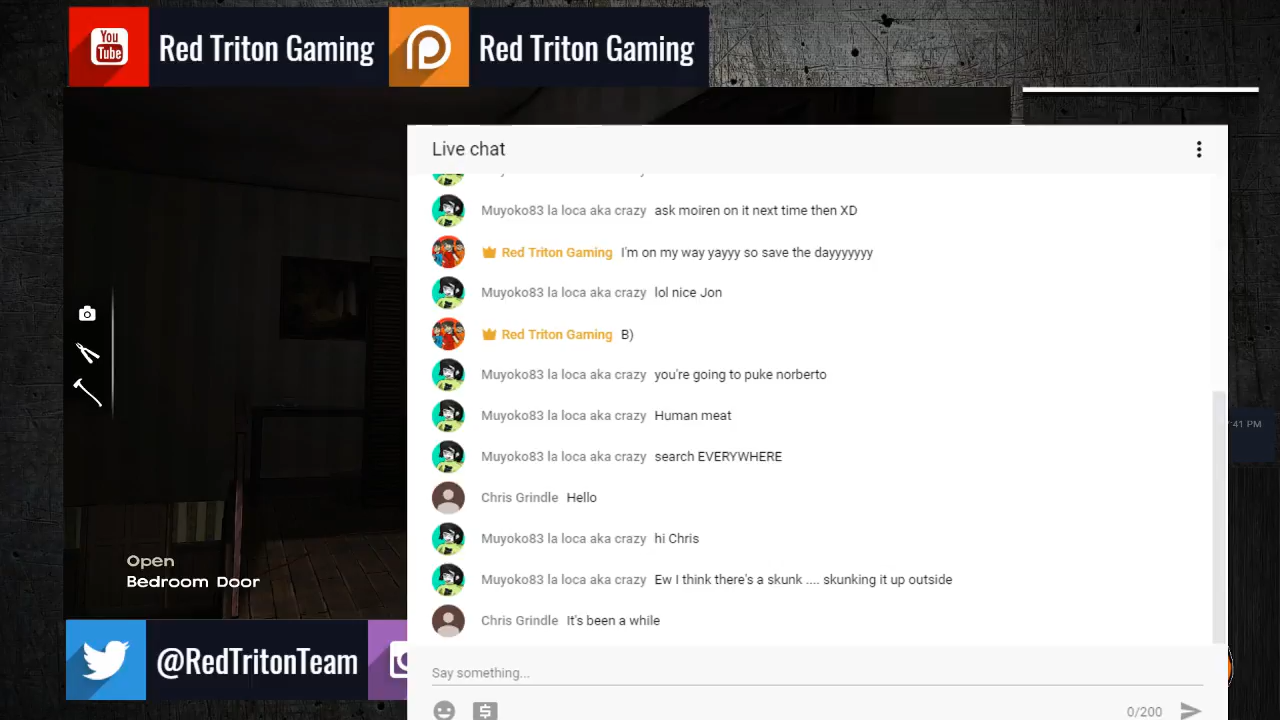 You
Tube
Red Triton Gaming
Red Triton Gaming
Live chat
Muyoko83 la loca aka crazy ask moiren on it next time then XD
Red Triton Gaming I'm on my way yayyy so save the dayyyyyyy
Muyoko83 la loca aka crazy lol nice Jon
Red Triton Gaming B)
Muyoko83 la loca aka crazy you're going to puke norberto
Muyoko83 la loca aka crazy Human meat
Muyoko83 la loca aka crazy search EVERYWHERE
:41 PM
Chris Grindle Hello
Muyoko83 la loca aka crazy hi Chris
Open
Bedroom Door
Muyoko83 la loca aka crazy Ew I think there's a skunk .... skunking it up outside
Chris Grindle It's been a while
@RedTritonTeam
Say something...
$
0/200